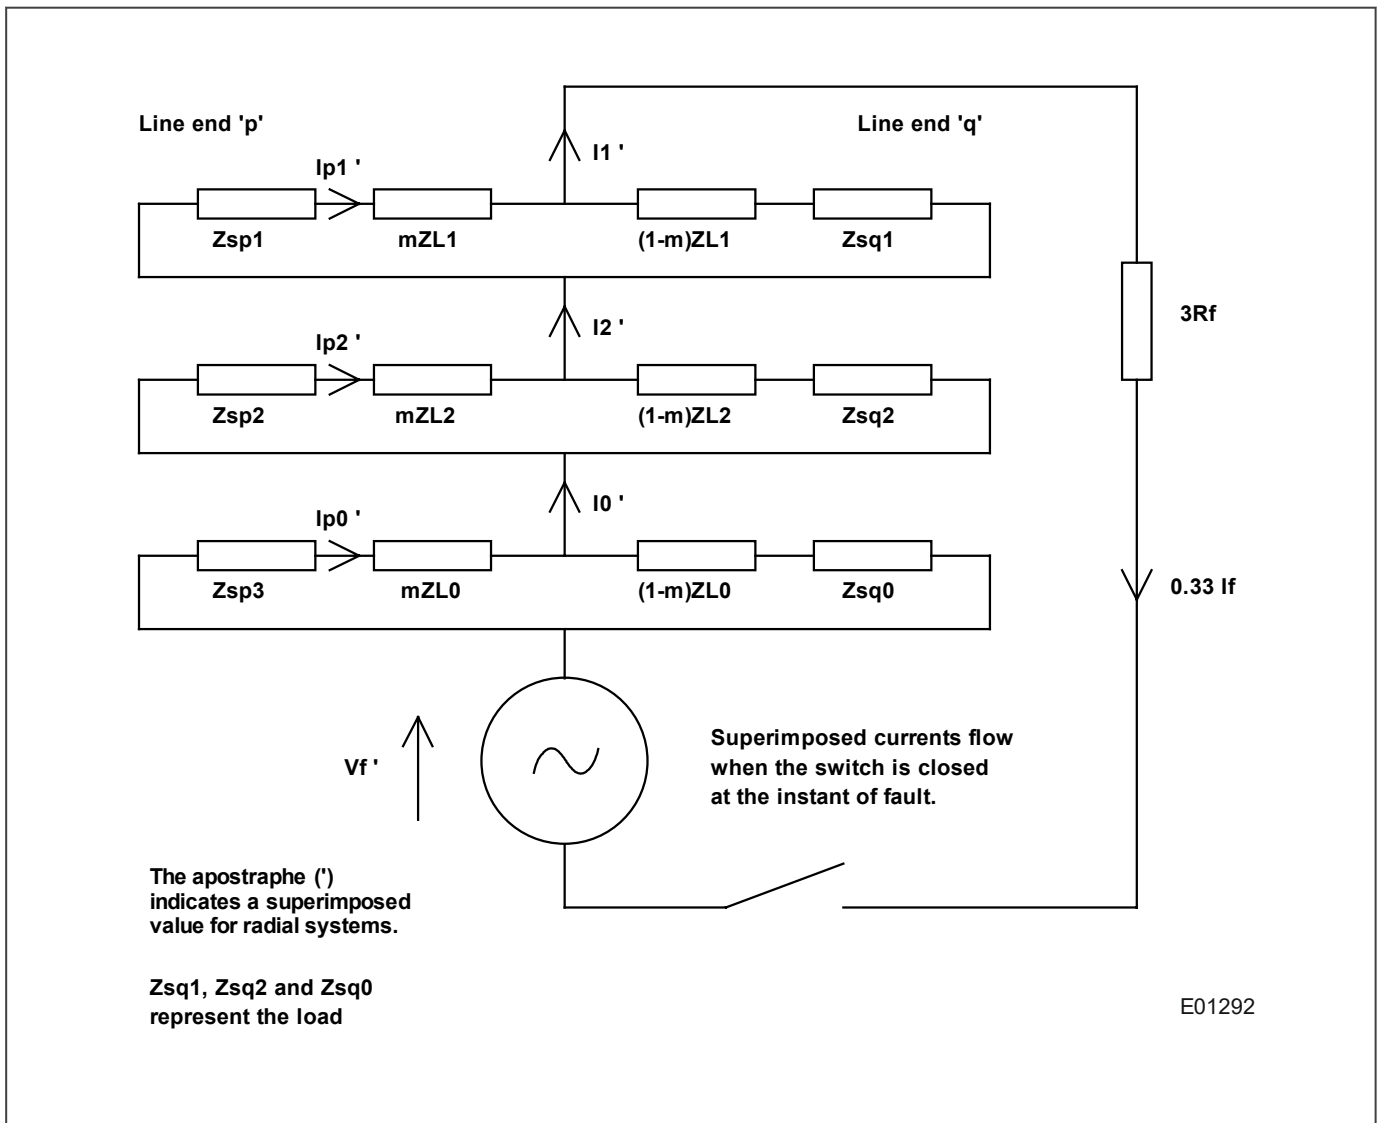 Line end 'p'
Line end 'q'
Ip1 '
I1 '
Zsp1
mZL1
(1-m)ZL1
Zsq1
3Rf
Ip2 '
I2 '
Zsp2
mZL2
(1-m)ZL2
Zsq2
Ip0 '
I0 '
Zsp3
mZL0
(1-m)ZL0
Zsq0
0.33 If
Vf '
Superimposed currents flow
when the switch is closed
at the instant of fault.
The apostraphe (')
indicates a superimposed
value for radial systems.
Zsq1, Zsq2 and Zsq0
represent the load
E01292